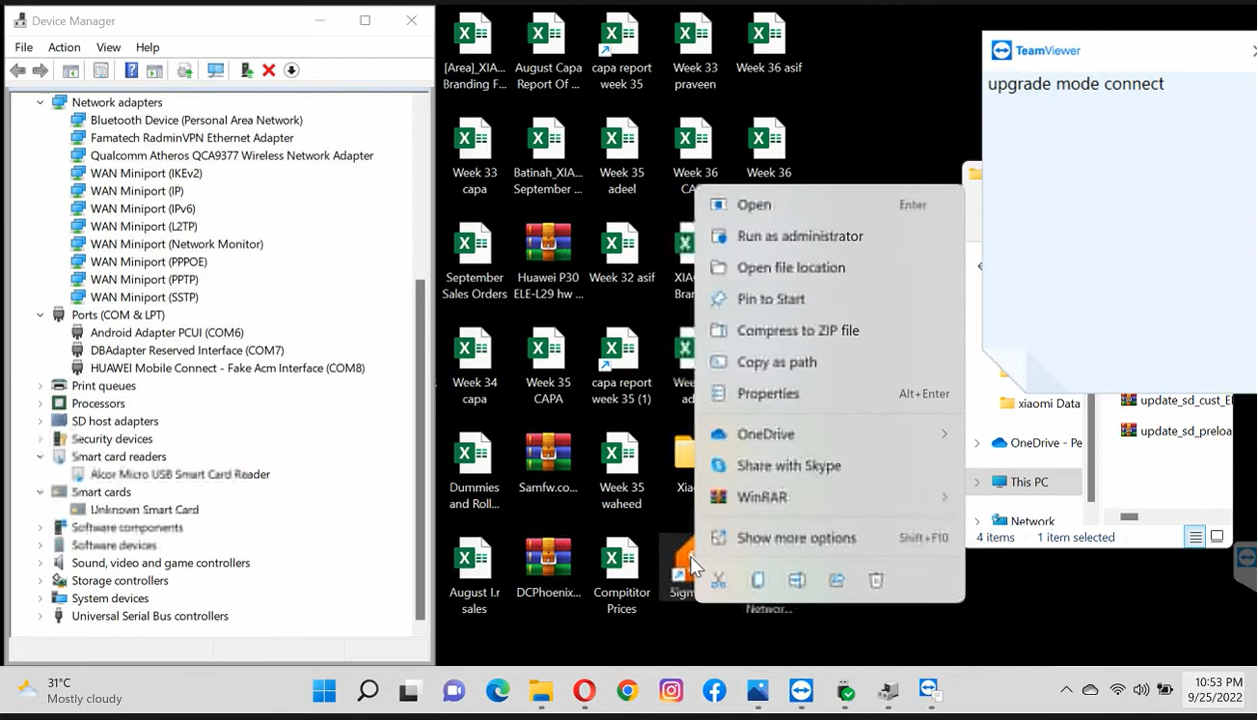 Device Manager
File Action View Help
Network adapters
Bluetooth Device (Personal Area Network)
Famatech RadminVPN Ethernet Adapter
Qualcomm Atheros QCA9377 Wireless Network Adapter
WAN Miniport (IKEv2)
WAN Miniport (IP)
WAN Miniport (IPv6)
WAN Miniport (L2TP)
WAN Miniport (Network Monitor)
WAN Miniport (PPPOE)
WAN Miniport (PPTP)
WAN Miniport (SSTP)
Ports (COM & LPT)
Android Adapter PCUI (COM6)
DBAdapter Reserved Interface (COM7)
HUAWEI Mobile Connect - Fake Acm Interface (COM8)
Print queues
Processors
SD host adapters
Security devices
Smart card readers
Alcor Micro USB Smart Card Reader
Smart cards
Unknown Smart Card
Software components
Software devices
Sound, video and game controllers
Storage controllers
System devices
Universal Serial Bus controllers
[Area]_XIA...
Branding F...
August Capa
Report Of ...
capa report
week 35
Week 33
praveen
Week 36 asif
Week 33
capa
Batinah_XIA...
September ...
Week 35
adeel
Week 36
Week 36
September
Sales Orders
Huawei P30
ELE-L29 hw ...
Week 32 asif
Week 34
capa
Week 35
CAPA
capa report
week 35 (1)
Dummies
and Roll...
Samfw.co...
Week 35
waheed
August I.r
sales
DCPhoenix...
Compititor
Prices
Open Enter
Run as administrator
Open file location
Pin to Start
Compress to ZIP file
Copy as path
Properties Alt+Enter
OneDrive
Share with Skype
WinRAR
Show more options Shift+F10
TeamViewer
upgrade mode connect
xiaomi Data
OneDrive - Pe
This PC
Network
update_sd_cust_El
update_sd_preloa
4 items 1 item selected
31°C
Mostly cloudy
10:53 PM
9/25/2022